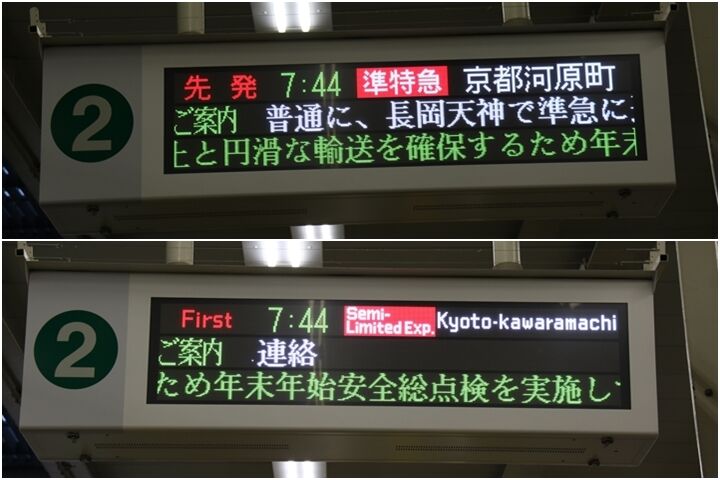 2
先発 7:44 準特急 京都河原町
ご案内 普通に、長岡天神で準急に
上と円滑な輸送を確保するため年末
2
First 7:44 Semi-Limited Exp. Kyoto-kawaramachi
ご案内 連絡
ため年末年始安全総点検を実施し